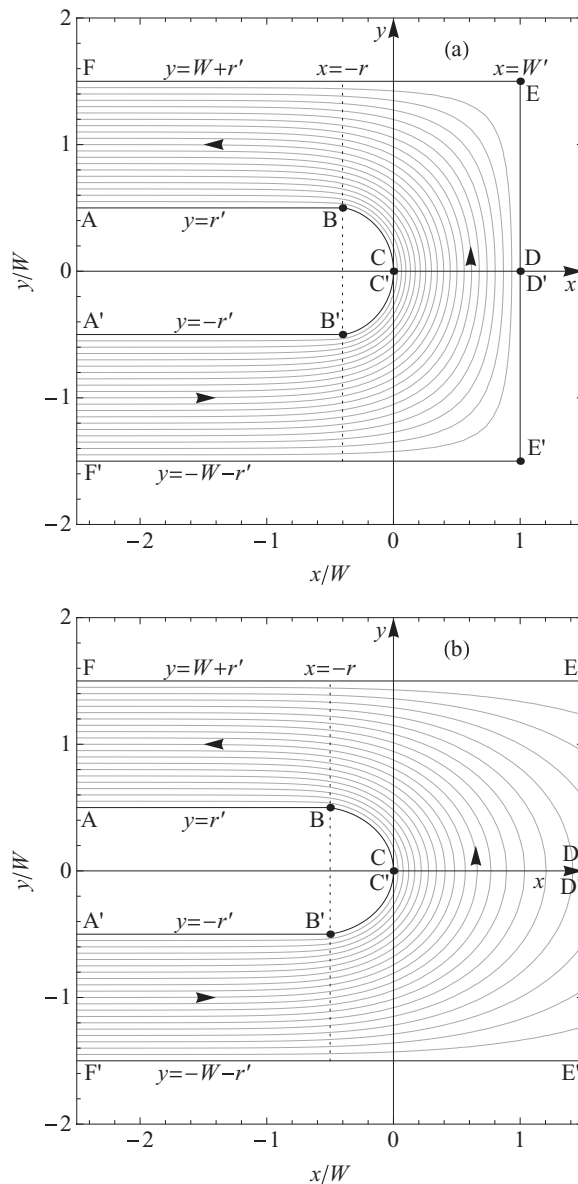 2
y
(a)
F
y=W+r'
x=-r
x=W'
E
1
A
y=r'
B
C
D
0
C'
D'
x
A'
y=-r'
B'
-1
F'
y=-W-r'
E'
-2
-2
-1
0
1
x/W
y/W
2
y
(b)
F
y=W+r'
x=-r
E
1
A
y=r'
B
C
D
0
C'
x
D'
A'
y=-r'
B'
-1
F'
y=-W-r'
E'
-2
-2
-1
0
1
x/W
y/W